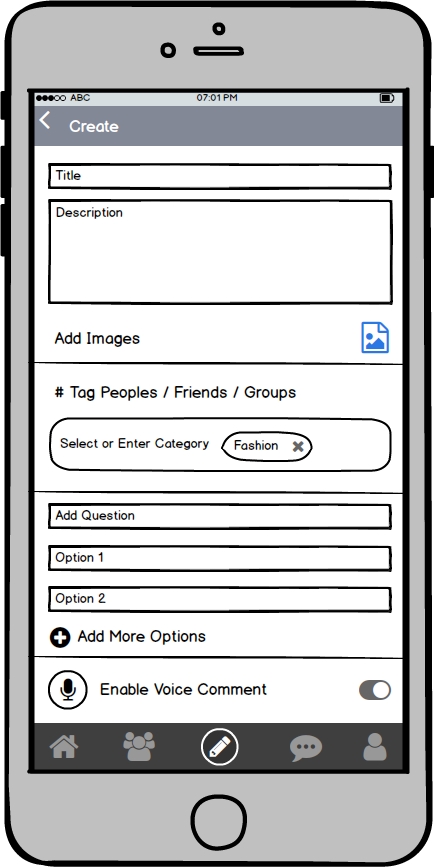 ABC 07:01 PM
Create
Title
Description
Add Images
# Tag Peoples / Friends / Groups
Select or Enter Category Fashion
Add Question
Option 1
Option 2
Add More Options
Enable Voice Comment